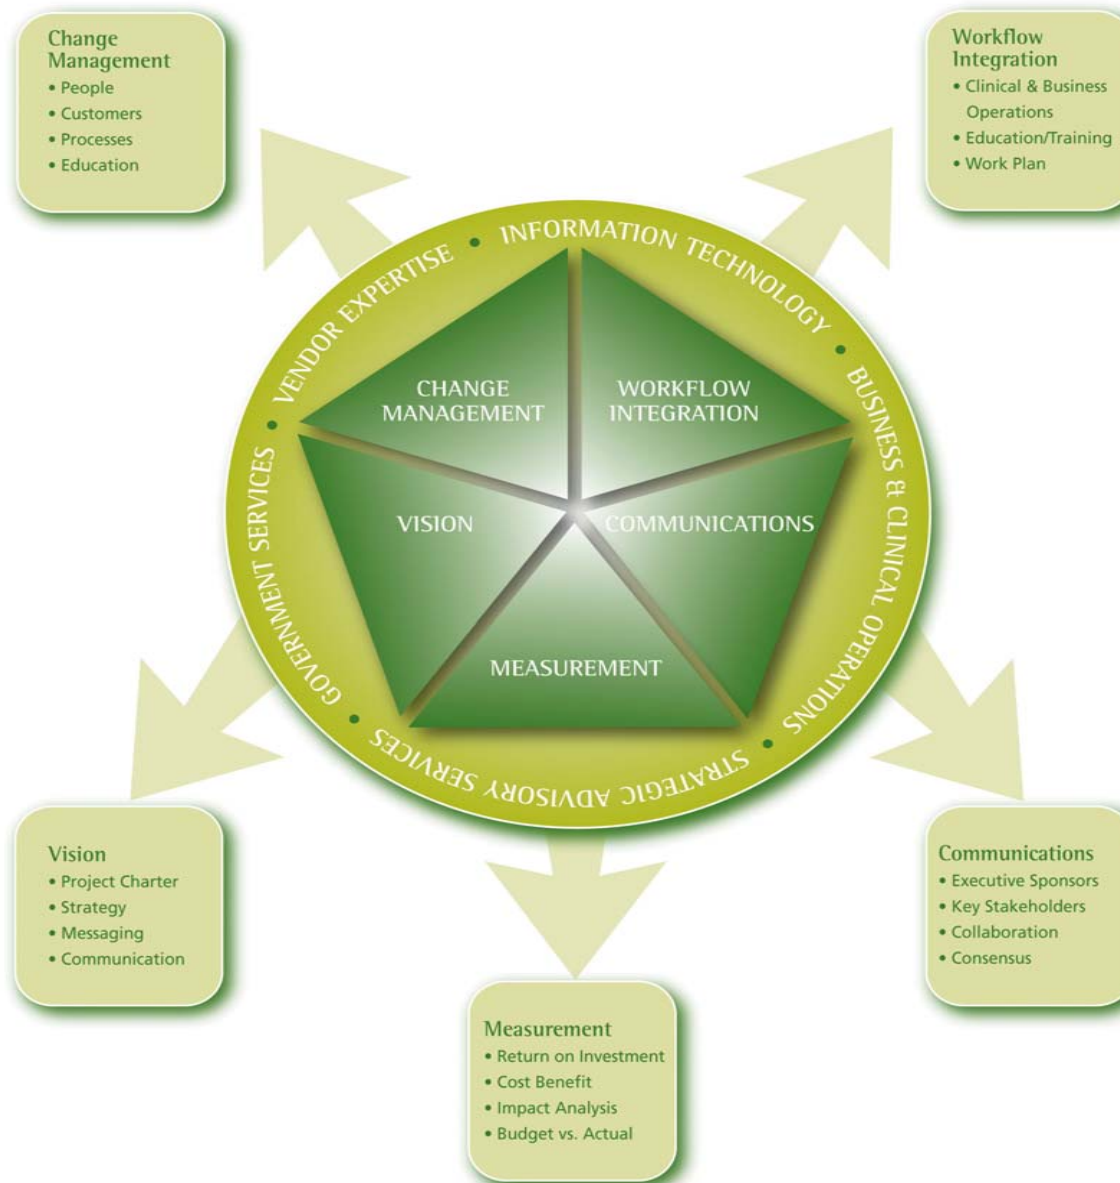 Change
Management
• People
• Customers
• Processes
• Education
Workflow
Integration
• Clinical & Business
Operations
• Education/Training
• Work Plan
VENDOR EXPERTISE • INFORMATION TECHNOLOGY • BUSINESS & CLINICAL OPERATIONS • STRATEGIC ADVISORY SERVICES • GOVERNMENT SERVICES •
CHANGE
MANAGEMENT
WORKFLOW
INTEGRATION
VISION
COMMUNICATIONS
MEASUREMENT
Vision
• Project Charter
• Strategy
• Messaging
• Communication
Communications
• Executive Sponsors
• Key Stakeholders
• Collaboration
• Consensus
Measurement
• Return on Investment
• Cost Benefit
• Impact Analysis
• Budget vs. Actual